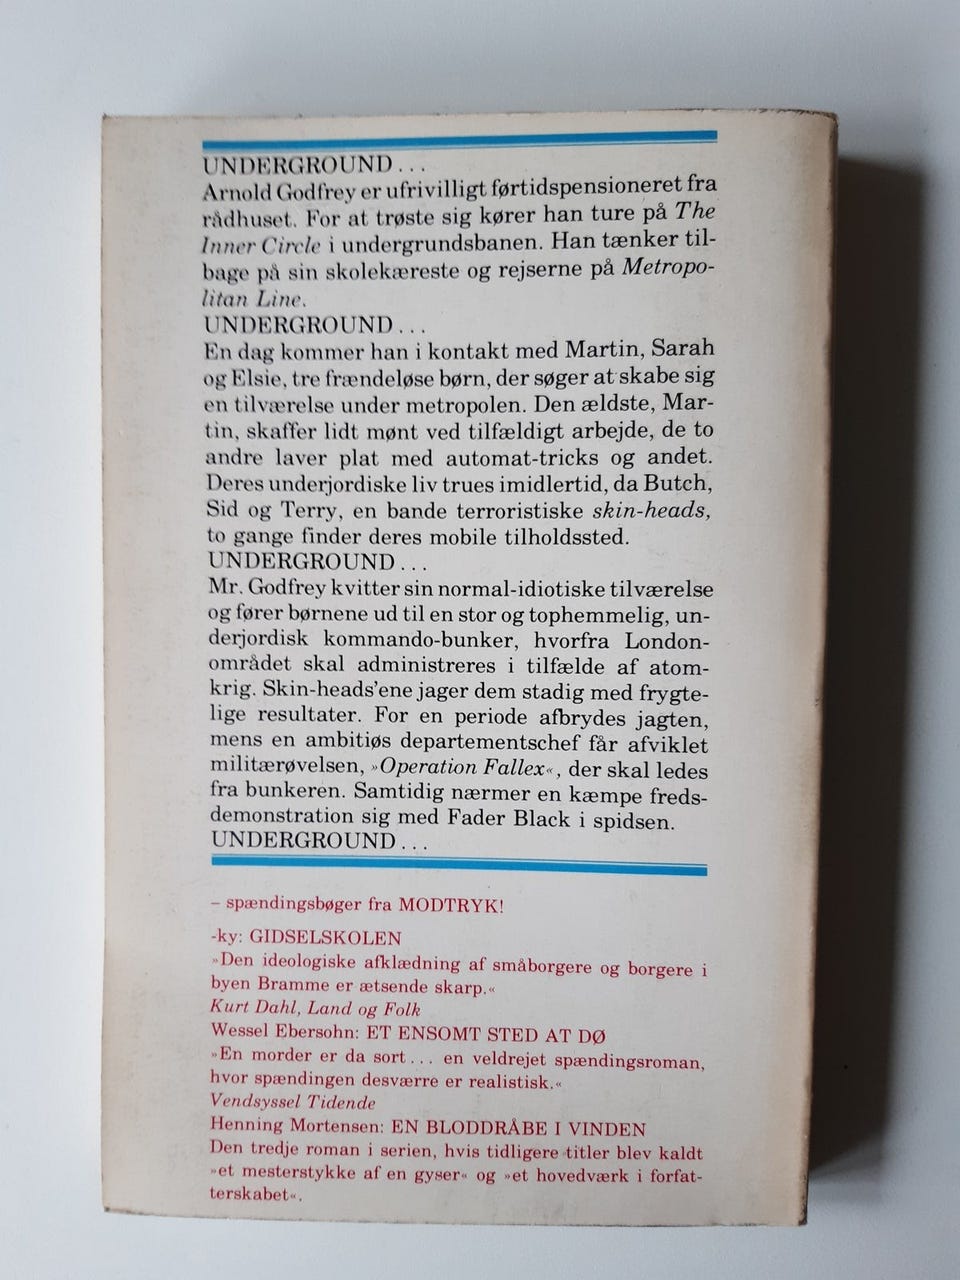 UNDERGROUND...
Arnold Godfrey er ufrivilligt førtidspensioneret fra
rådhuset. For at trøste sig kører han ture på The
Inner Circle i undergrundsbanen. Han tænker til-
bage på sin skolekæreste og rejserne på Metropo-
litan Line.
UNDERGROUND...
En dag kommer han i kontakt med Martin, Sarah
og Elsie, tre frændeløse børn, der søger at skabe sig
en tilværelse under metropolen. Den ældste, Mar-
tin, skaffer lidt mønt ved tilfældigt arbejde, de to
andre laver plat med automat-tricks og andet.
Deres underjordiske liv trues imidlertid, da Butch,
Sid og Terry, en bande terroristiske skin-heads,
to gange finder deres mobile tilholdssted.
UNDERGROUND...
Mr. Godfrey kvitter sin normal-idiotiske tilværelse
og fører børnene ud til en stor og tophemmelig, un-
derjordisk kommando-bunker, hvorfra London-
området skal administreres i tilfælde af atom-
krig. Skin-heads'ene jager dem stadig med frygte-
lige resultater. For en periode afbrydes jagten,
mens en ambitiøs departementschef får afviklet
militærøvelsen, »Operation Fallex«, der skal ledes
fra bunkeren. Samtidig nærmer en kæmpe freds-
demonstration sig med Fader Black i spidsen.
UNDERGROUND...
– spændingsbøger fra MODTRYK!
-ky: GIDSELSKOLEN
»Den ideologiske afklædning af småborgere og borgere i
byen Bramme er ætsende skarp.«
Kurt Dahl, Land og Folk
Wessel Ebersohn: ET ENSOMT STED AT DØ
»En morder er da sort... en veldrejet spændingsroman,
hvor spændingen desværre er realistisk.«
Vendsyssel Tidende
Henning Mortensen: EN BLODDRÅBE I VINDEN
Den tredje roman i serien, hvis tidligere titler blev kaldt
»et mesterstykke af en gyser« og »et hovedværk i forfat-
terskabet«.